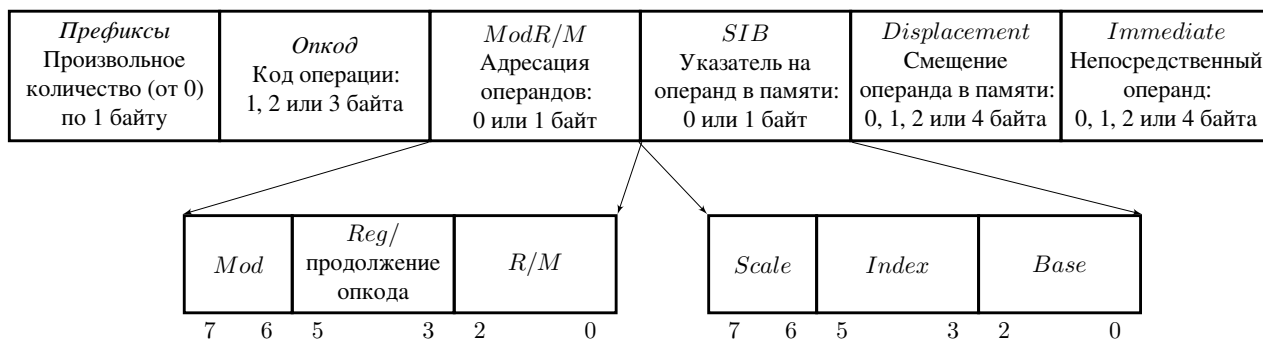 Префиксы
Произвольное
количество (от 0)
по 1 байту
Опкод
Код операции:
1, 2 или 3 байта
ModR/M
Адресация
операндов:
0 или 1 байт
SIB
Указатель на
операнд в памяти:
0 или 1 байт
Displacement
Смещение
операнда в памяти:
0, 1, 2 или 4 байта
Immediate
Непосредственный
операнд:
0, 1, 2 или 4 байта
Mod
Reg/
продолжение
опкода
R/M
7 6 5 3 2 0
Scale
Index
Base
7 6 5 3 2 0